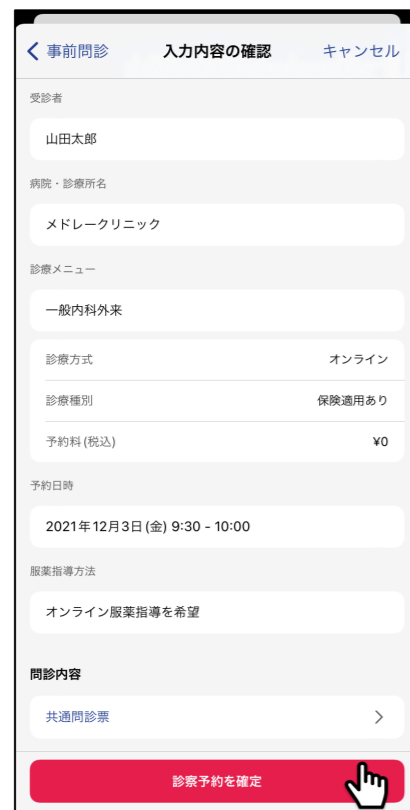 事前問診 入力内容の確認 キャンセル
受診者
山田太郎
病院・診療所名
メドレークリニック
診療メニュー
一般内科外来
診療方式 オンライン
診療種別 保険適用あり
予約料(税込) ¥0
予約日時
2021年12月3日(金) 9:30 - 10:00
服薬指導方法
オンライン服薬指導を希望
問診内容
共通問診票
診察予約を確定